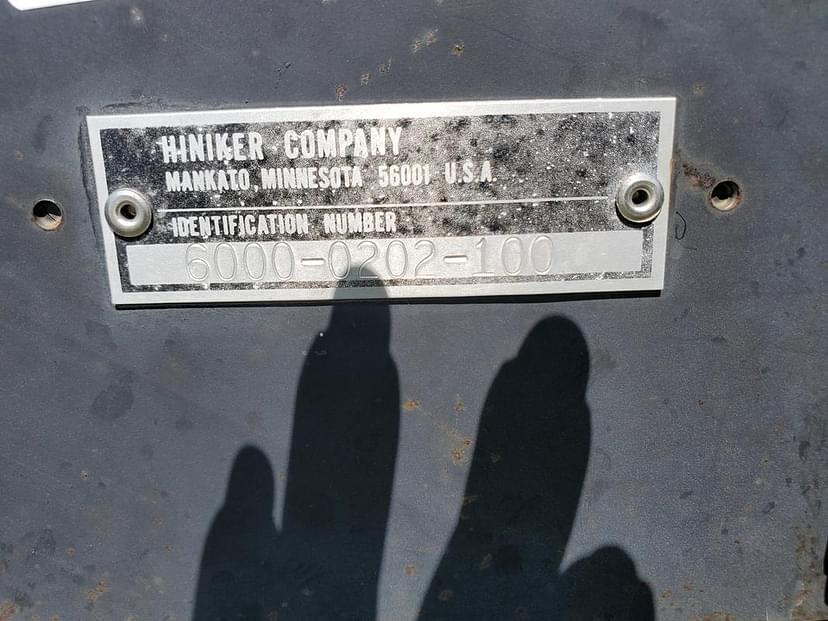 HINIKER COMPANY
MANKATO, MINNESOTA 56001 U.S.A.
IDENTIFICATION NUMBER
6000-0202-100